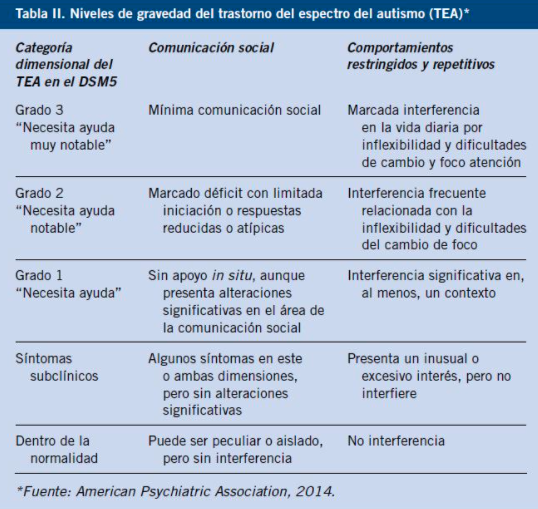 Tabla II. Niveles de gravedad del trastorno del espectro del autismo (TEA)*
Categoría
dimensional del
TEA en el DSM5
Comunicación social
Comportamientos
restringidos y repetitivos
Grado 3
“Necesita ayuda
muy notable”
Mínima comunicación social
Marcada interferencia
en la vida diaria por
inflexibilidad y dificultades
de cambio y foco atención
Grado 2
“Necesita ayuda
notable”
Marcado déficit con limitada
iniciación o respuestas
reducidas o atípicas
Interferencia frecuente
relacionada con la
inflexibilidad y dificultades
del cambio de foco
Grado 1
“Necesita ayuda”
Sin apoyo in situ, aunque
presenta alteraciones
significativas en el área de
la comunicación social
Interferencia significativa en,
al menos, un contexto
Síntomas
subclínicos
Algunos síntomas en este
o ambas dimensiones,
pero sin alteraciones
significativas
Presenta un inusual o
excesivo interés, pero no
interfiere
Dentro de la
normalidad
Puede ser peculiar o aislado,
pero sin interferencia
No interferencia
*Fuente: American Psychiatric Association, 2014.